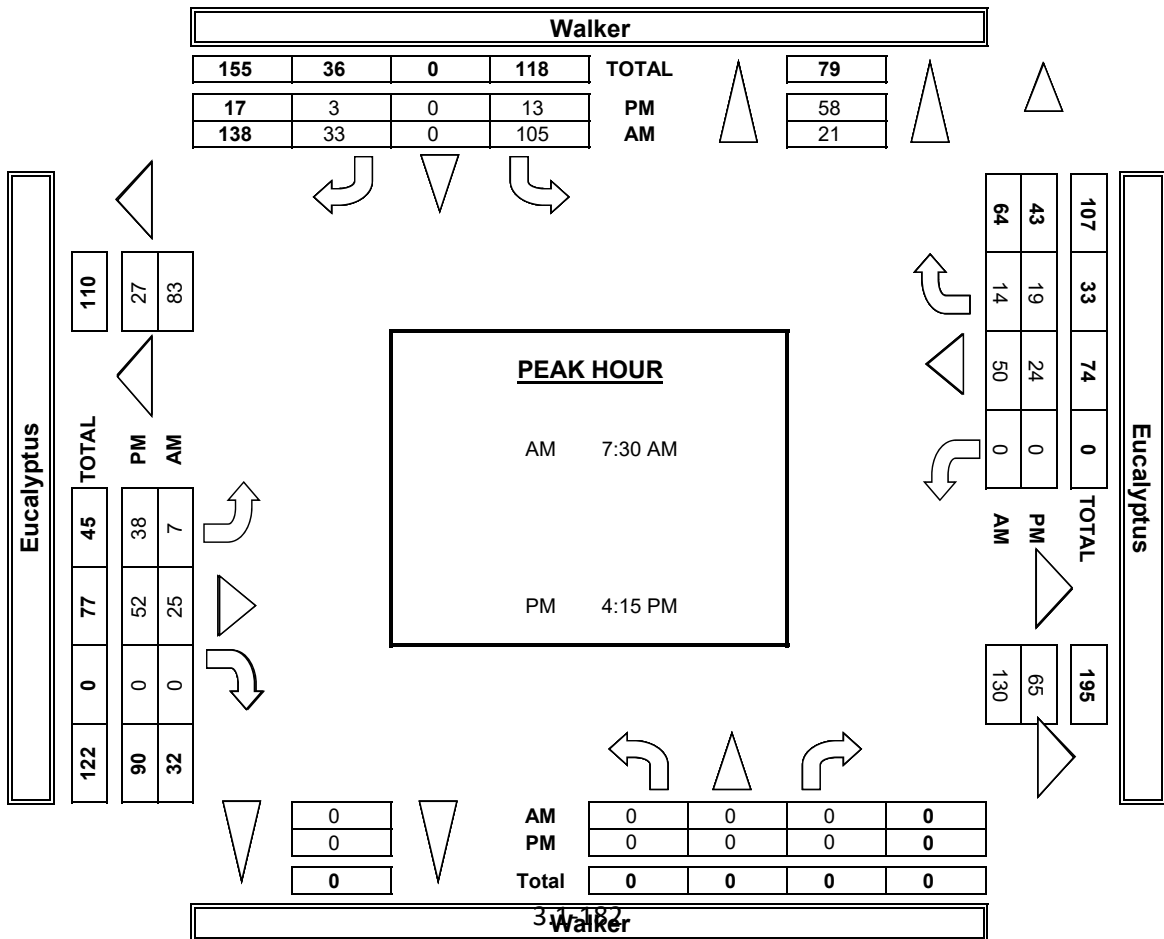 Walker
155 36 0 118 TOTAL 79
17 3 0 13 PM 58
138 33 0 105 AM 21
Eucalyptus
110
27
83
TOTAL
PM
AM
45 77 0 122
38 52 0 90
7 25 0 32
PEAK HOUR
AM 7:30 AM
PM 4:15 PM
107 33 74 0 TOTAL 195
43 19 24 0 PM 65
64 14 50 0 AM 130
Eucalyptus
0 AM 0 0 0 0
0 PM 0 0 0 0
0 Total 0 0 0 0
3.1-182
Walker